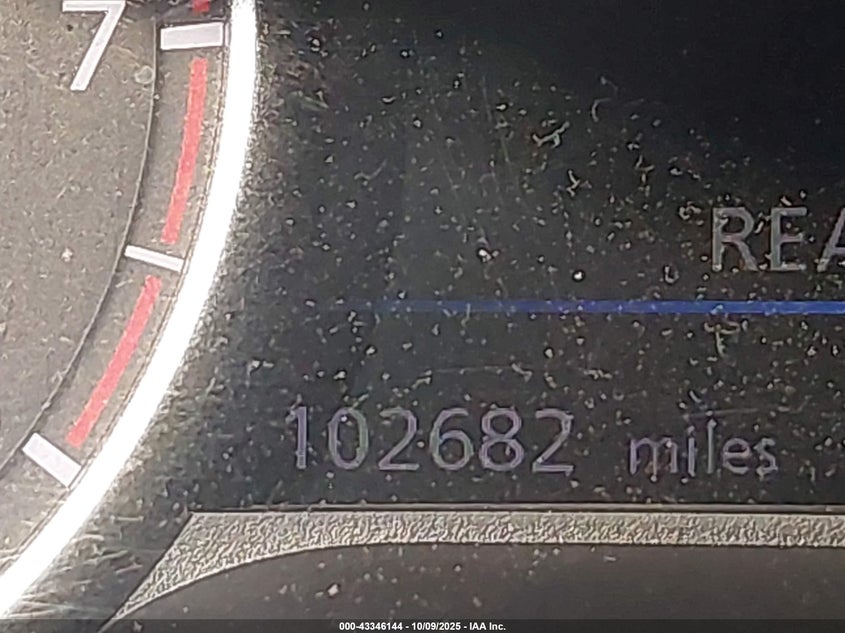 7
REA
102682 miles
000-43346144 - 10/09/2025 - IAA Inc.